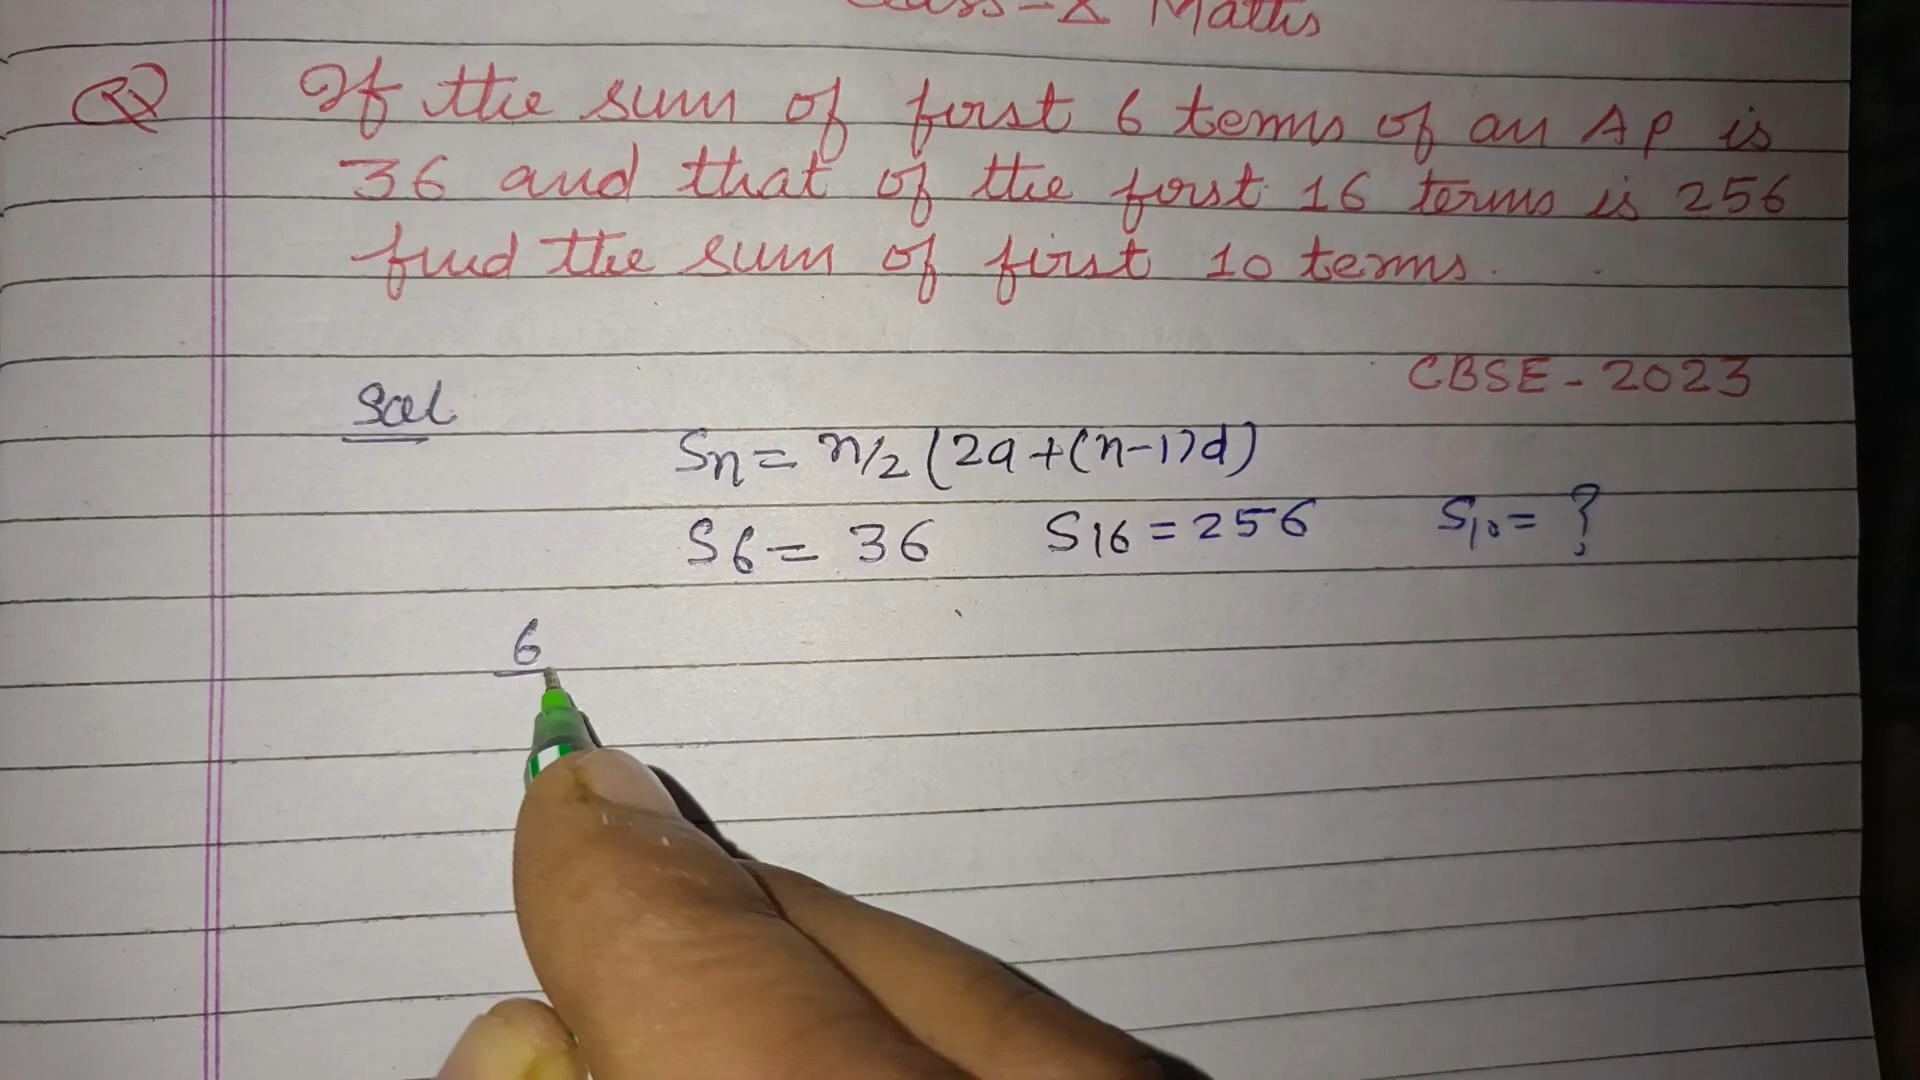 Class-X Maths
Q If the sum of first 6 terms of an AP is
36 and that of the first 16 terms is 256
find the sum of first 10 terms.
CBSE-2023
Sol
Sn = n/2 (2a+(n-1)d)
S6 = 36 S16 = 256 S10 = ?
6